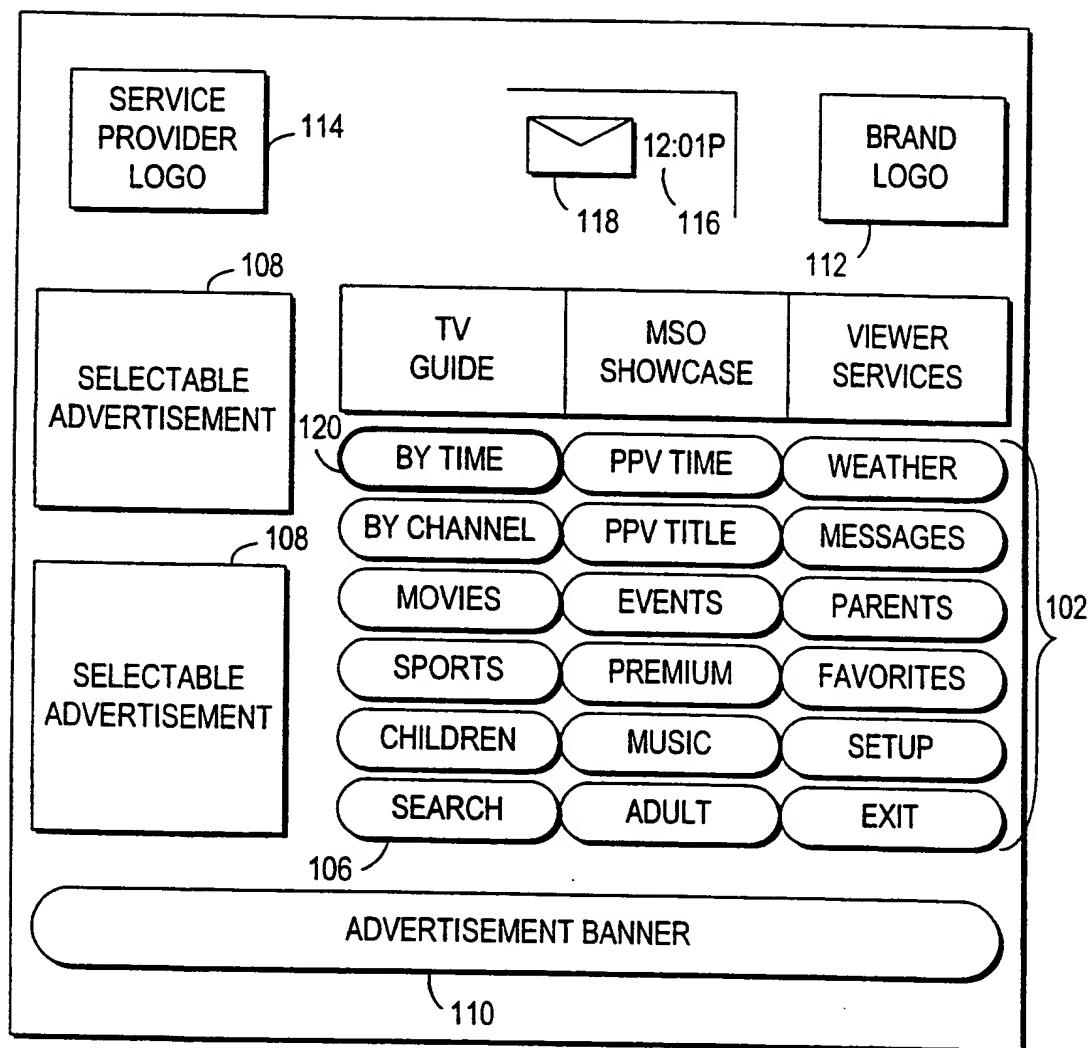 SERVICE
PROVIDER
LOGO
114
12:01P
118
116
BRAND
LOGO
112
108
SELECTABLE
ADVERTISEMENT
TV
GUIDE
MSO
SHOWCASE
VIEWER
SERVICES
120
BY TIME PPV TIME WEATHER
BY CHANNEL PPV TITLE MESSAGES
108
MOVIES EVENTS PARENTS
102
SELECTABLE
ADVERTISEMENT
SPORTS PREMIUM FAVORITES
CHILDREN MUSIC SETUP
SEARCH ADULT EXIT
106
ADVERTISEMENT BANNER
110